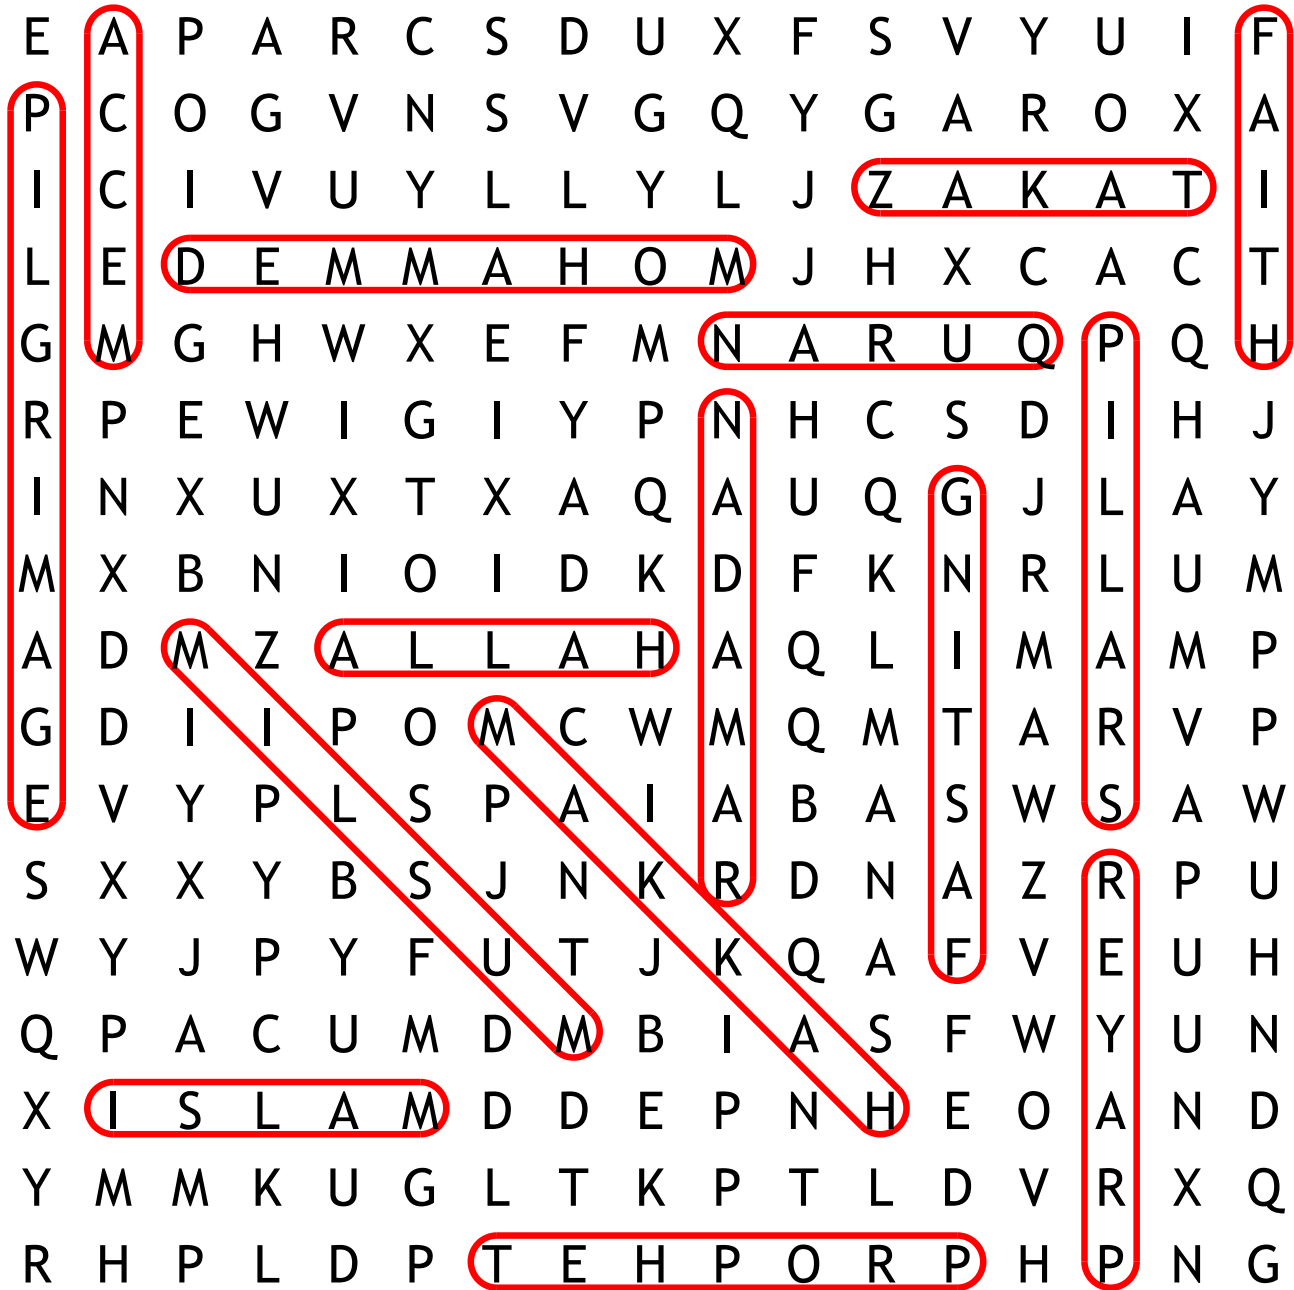 E A P A R C S D U X F S V Y U I F
P C O G V N S V G Q Y G A R O X A
I C I V U Y L L Y L J Z A K A T I
L E D E M M A H O M J H X C A C T
G M G H W X E F M N A R U Q P Q H
R P E W I G I Y P N H C S D I H J
I N X U X T X A Q A U Q G J L A Y
M X B N I O I D K D F K N R L U M
A D M Z A L L A H A Q L I M A M P
G D I I P O M C W M Q M T A R V P
E V Y P L S P A I A B A S W S A W
S X X Y B S J N K R D N A Z R P U
W Y J P Y F U T J K Q A F V E U H
Q P A C U M D M B I A S F W Y U N
X I S L A M D D E P N H E O A N D
Y M M K U G L T K P T L D V R X Q
R H P L D P T E H P O R P H P N G